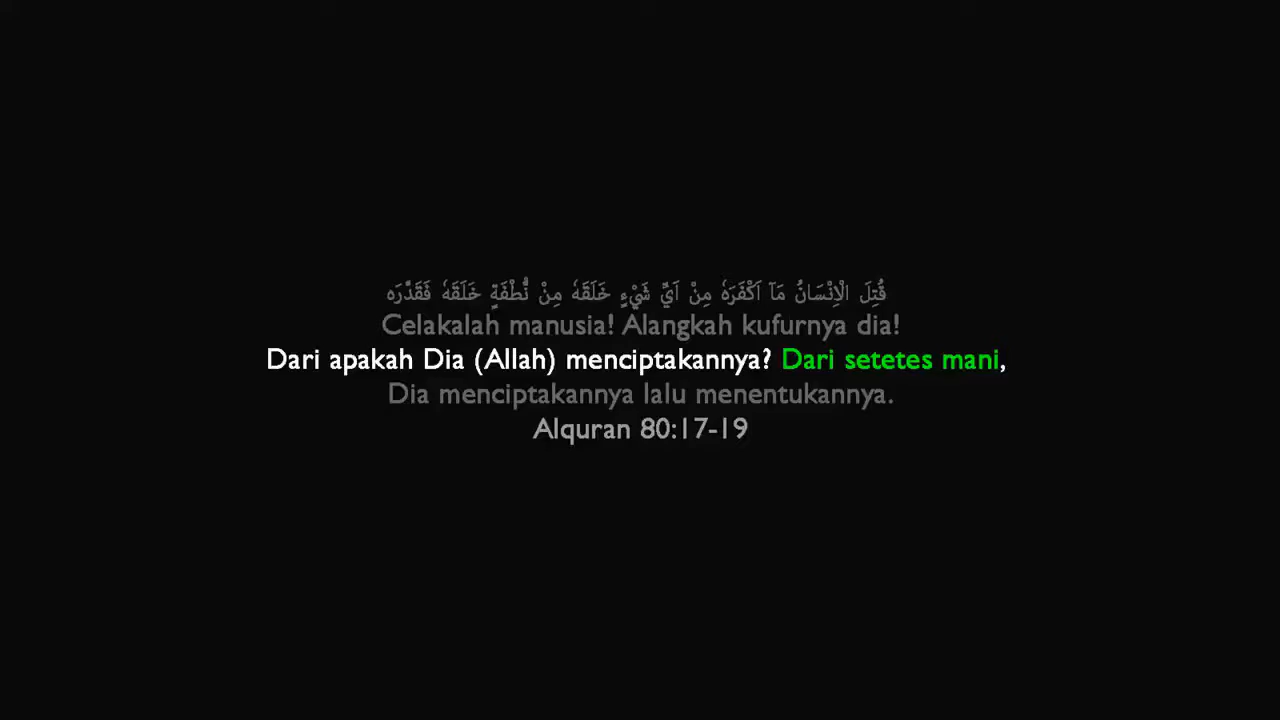 قُتِلَ الْاِنْسَانُ مَآ اَكْفَرَهٗ مِنْ اَيِّ شَيْءٍ خَلَقَهٗ مِنْ نُّطْفَةٍ خَلَقَهٗ فَقَدَّرَه
Celakalah manusia! Alangkah kufurnya dia!
Dari apakah Dia (Allah) menciptakannya? Dari setetes mani,
Dia menciptakannya lalu menentukannya.
Alquran 80:17-19